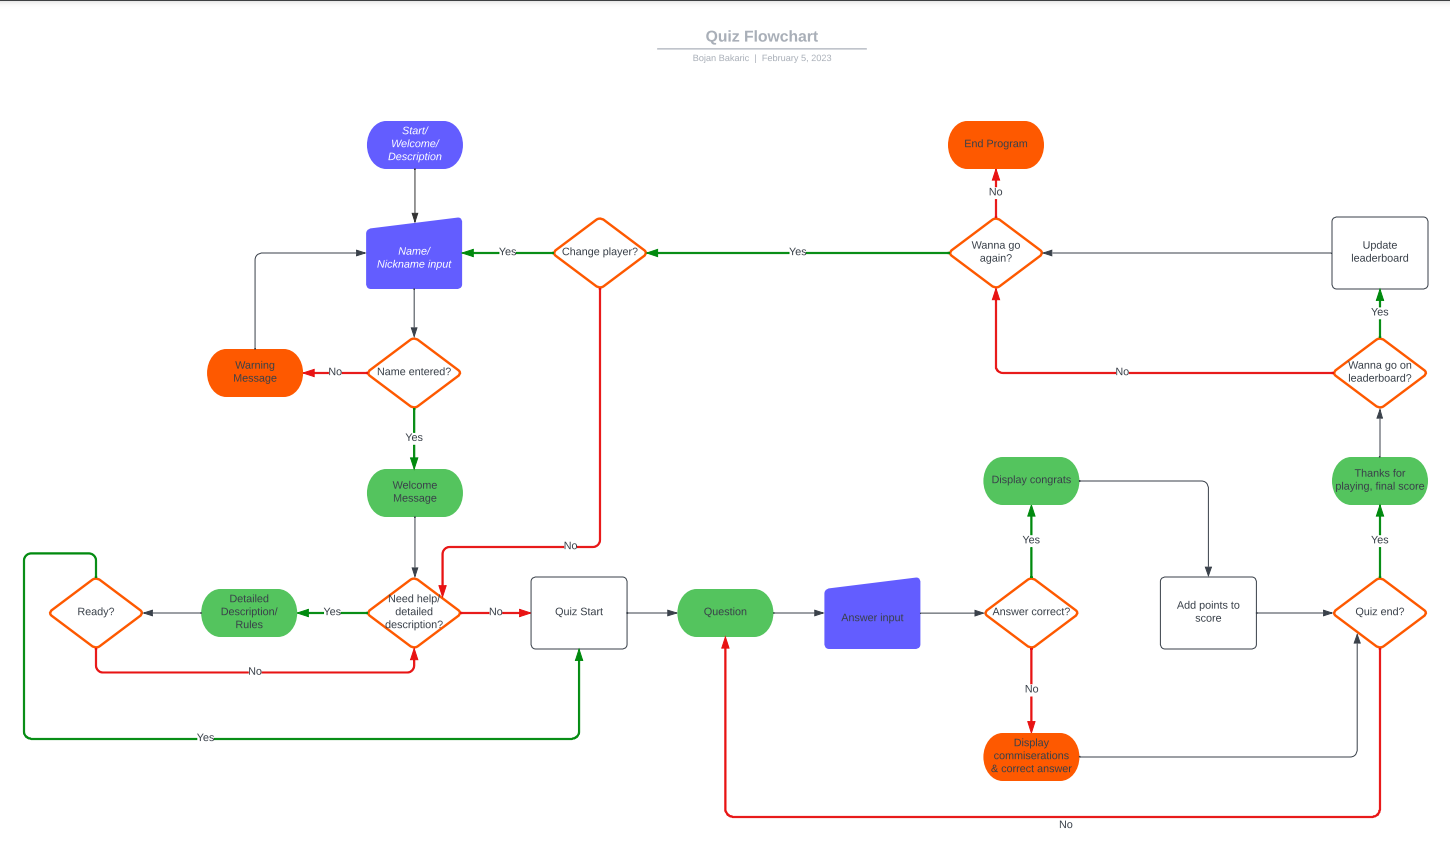 Quiz Flowchart
Bojan Bakaric | February 5, 2023
Start/
Welcome/
Description
End Program
No
Name/
Nickname input
Yes
Change player?
Yes
Wanna go
again?
Update
leaderboard
Yes
Warning
Message
No
Name entered?
No
Wanna go on
leaderboard?
Yes
Welcome
Message
Display congrats
Thanks for
playing, final score
No
Yes
Yes
Ready?
Detailed
Description/
Rules
Yes
Need help/
detailed
description?
No
Quiz Start
Question
Answer input
Answer correct?
Add points to
score
Quiz end?
No
No
Yes
Display
commiserations
& correct answer
No